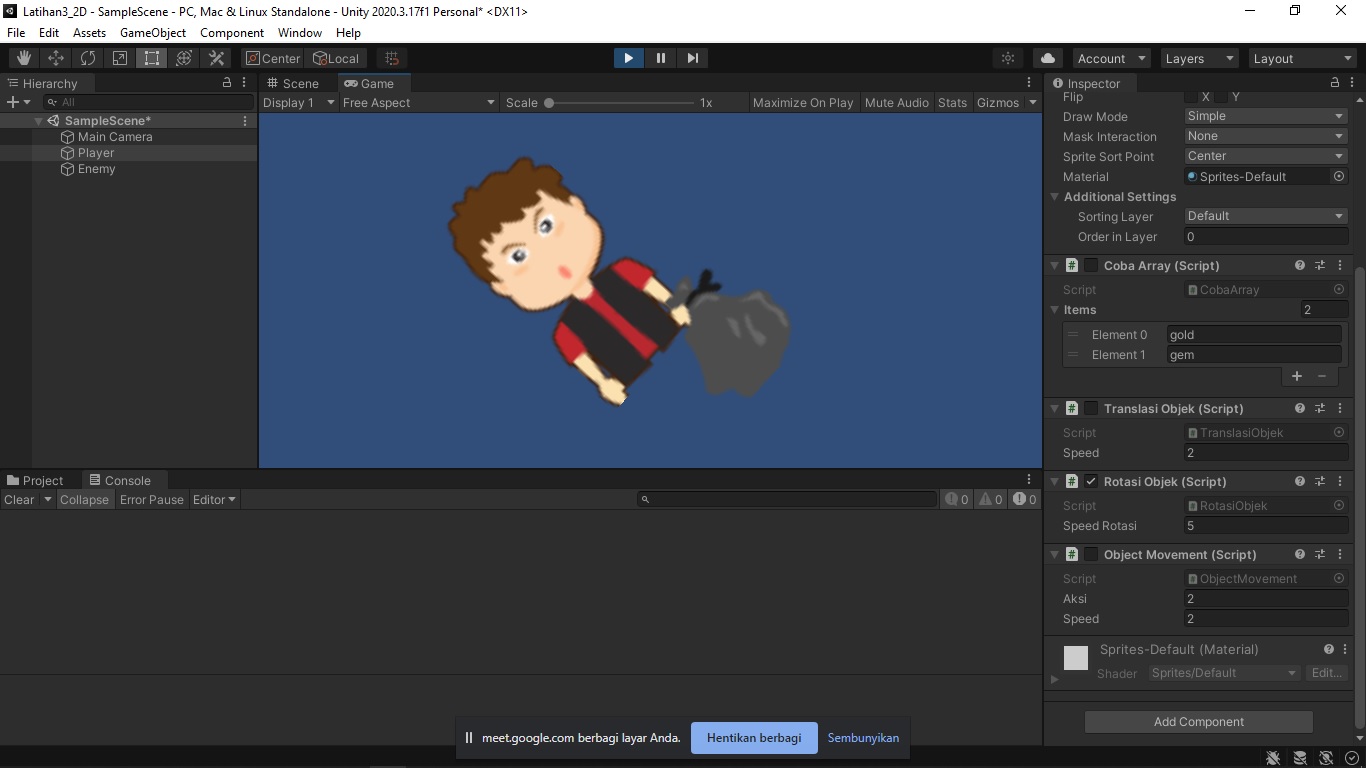 Latihan3_2D - SampleScene - PC, Mac & Linux Standalone - Unity 2020.3.17f1 Personal* <DX11>
File Edit Assets GameObject Component Window Help
Center Local Account Layers Layout
Hierarchy
All
SampleScene*
Main Camera
Player
Enemy
Scene Game
Display 1 Free Aspect Scale 1x Maximize On Play Mute Audio Stats Gizmos
Inspector
Flip X Y
Draw Mode Simple
Mask Interaction None
Sprite Sort Point Center
Material Sprites-Default
Additional Settings
Sorting Layer Default
Order in Layer 0
# Coba Array (Script)
Script CobaArray
Items 2
Element 0 gold
Element 1 gem
+ −
# Translasi Objek (Script)
Script TranslasiObjek
Speed 2
# Rotasi Objek (Script)
Script RotasiObjek
Speed Rotasi 5
# Object Movement (Script)
Script ObjectMovement
Aksi 2
Speed 2
Sprites-Default (Material)
Shader Sprites/Default Edit...
Add Component
Project Console
Clear Collapse Error Pause Editor 0 0 0
meet.google.com berbagi layar Anda. Hentikan berbagi Sembunyikan